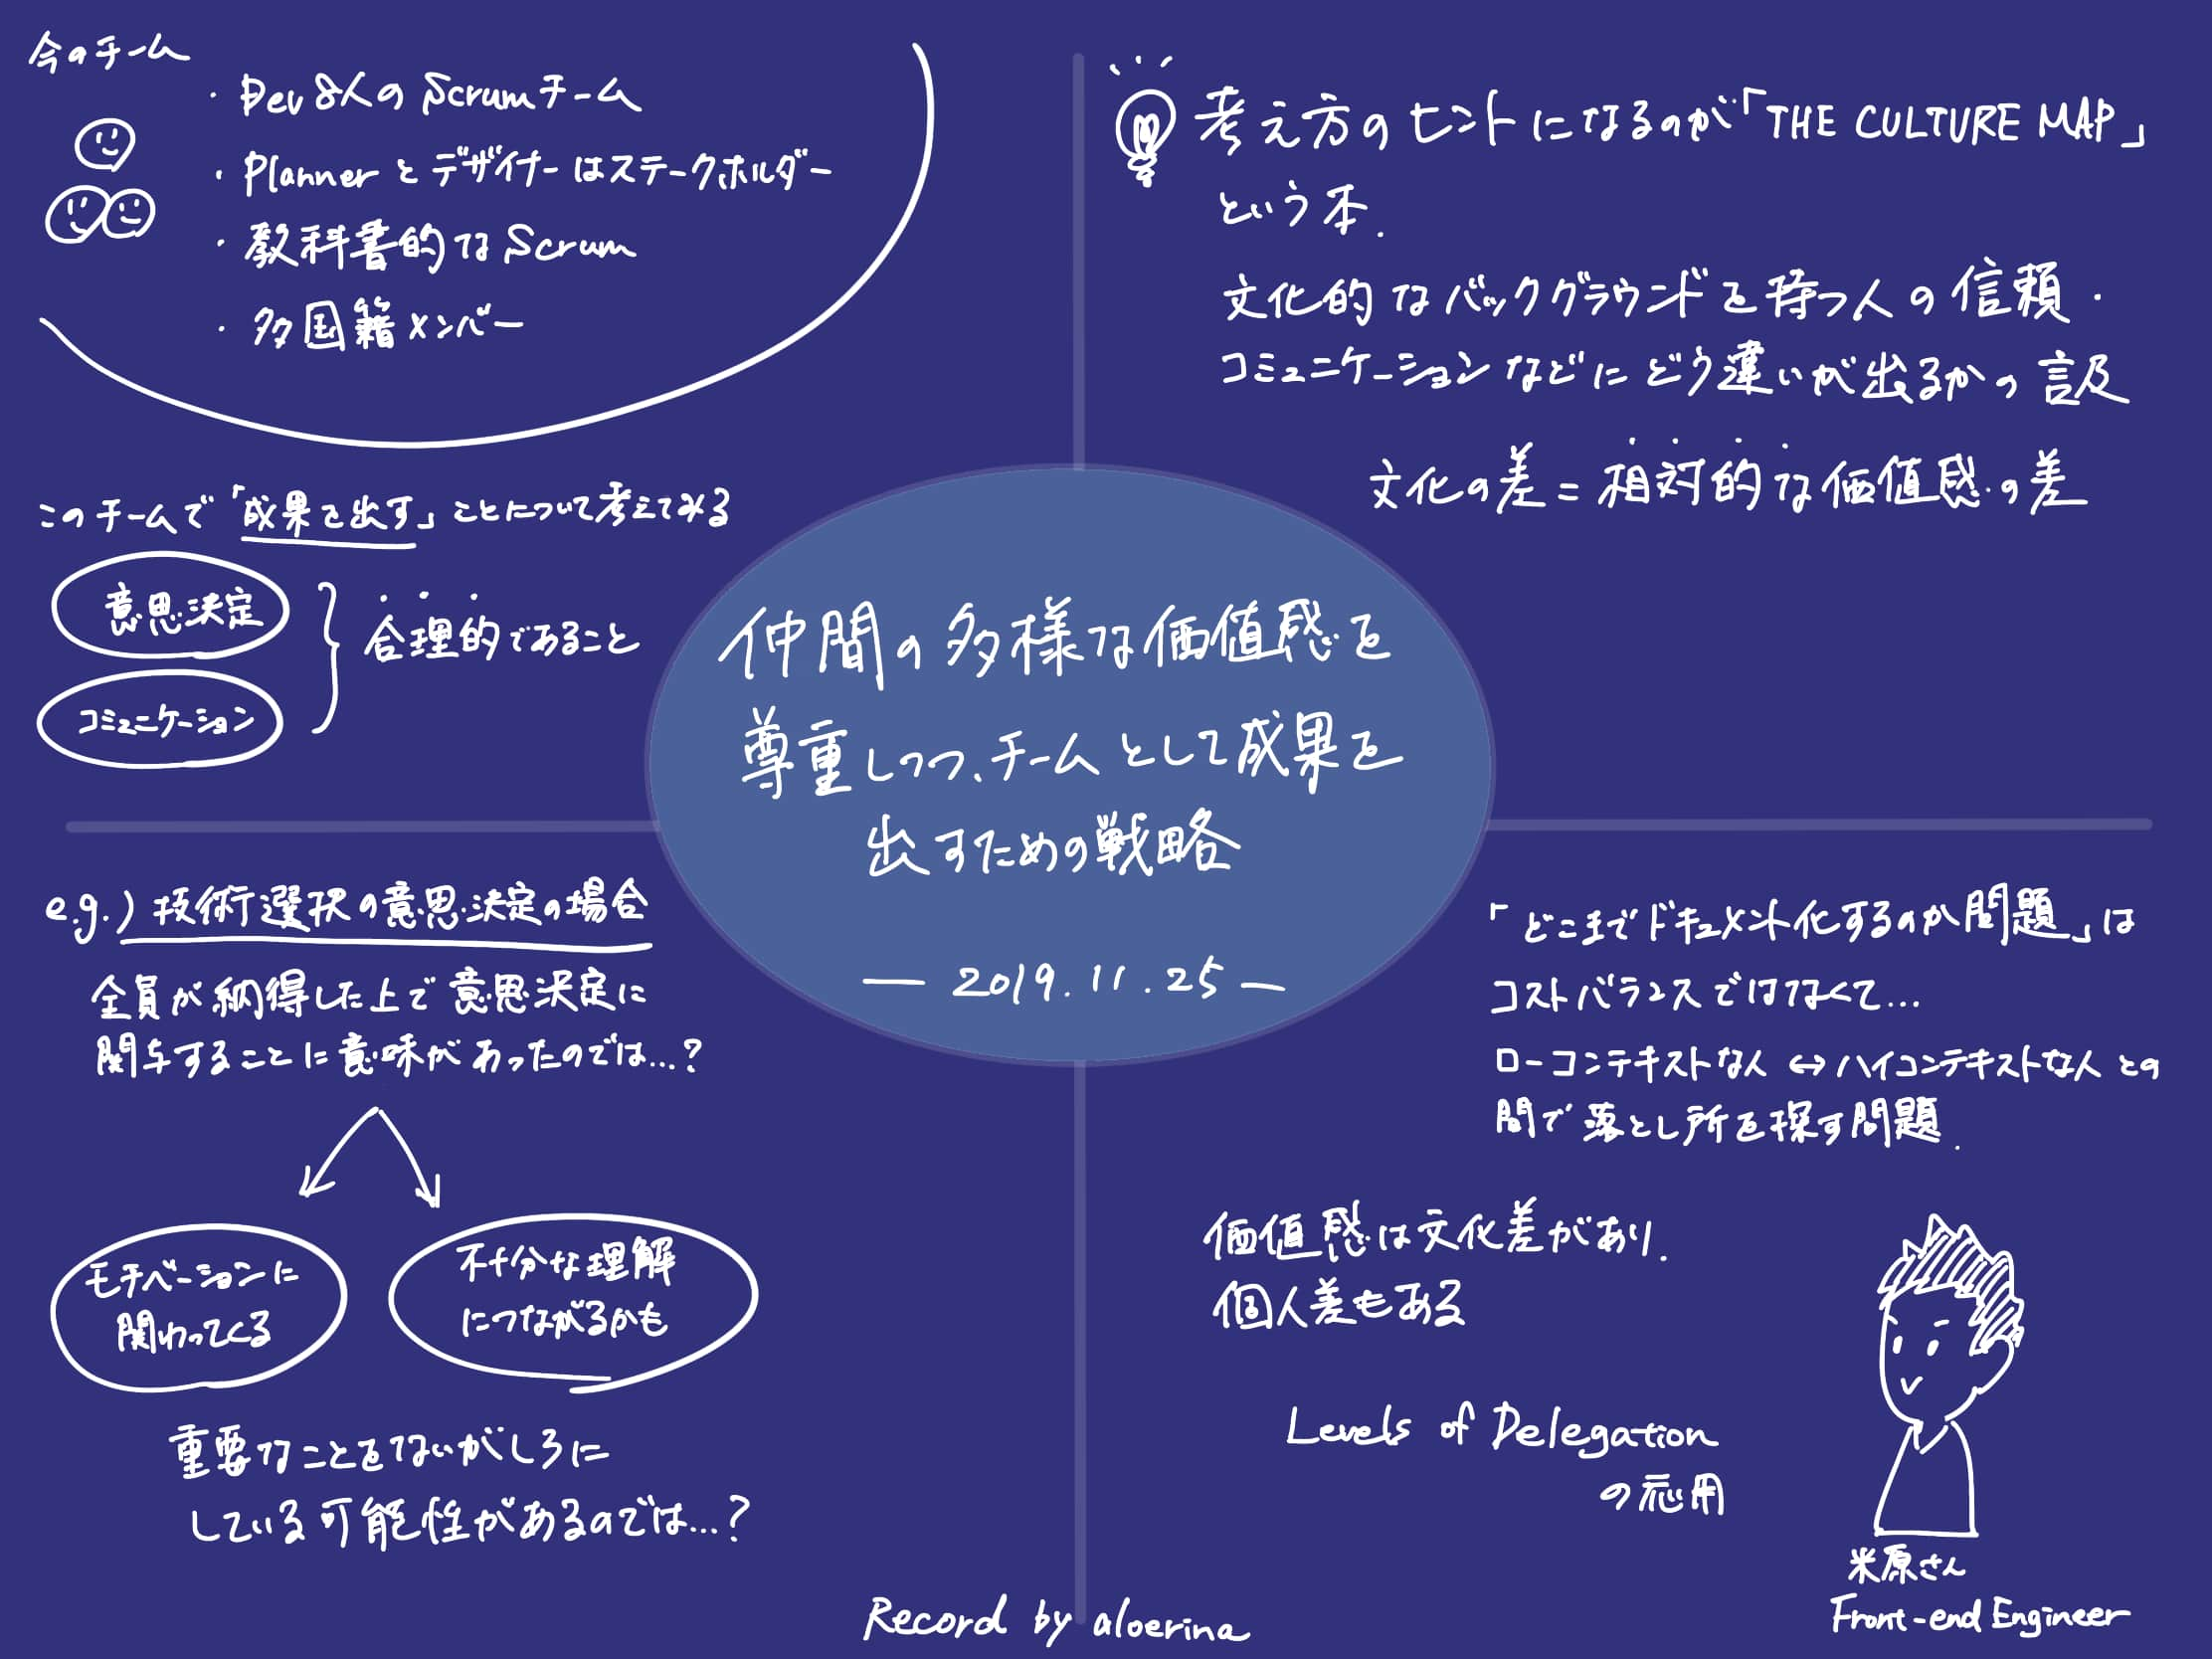 今のチーム
・Dev 8人の Scrumチーム
・Plannerとデザイナーはステークホルダー
・教科書的なScrum
・多国籍メンバー
このチームで「成果を出す」ことについて考えてみる
意思決定
コミュニケーション
合理的であること
考え方のヒントになるのが「THE CULTURE MAP」
という本.
文化的なバックグラウンドを持つ人の信頼・
コミュニケーションなどにどう違いが出るかの言及
文化の差=相対的な価値感の差
仲間の多様な価値感を
尊重しつつ、チームとして成果を
出すための戦略
— 2019.11.25 —
e.g.) 技術選択の意思決定の場合
全員が納得した上で意思決定に
関与することに意味があったのでは…?
モチベーションに
関わってくる
不十分な理解
につながるかも
重要なことをないがしろに
している可能性があるのでは…?
「どこまでドキュメント化するのか問題」は
コストバランスではなくて…
ローコンテキストな人 ↔ ハイコンテキストな人 との
間で落とし所を探す問題.
価値感は文化差があり.
個人差もある
Levels of Delegation
の応用
米原さん
Front-end Engineer
Record by aloerina